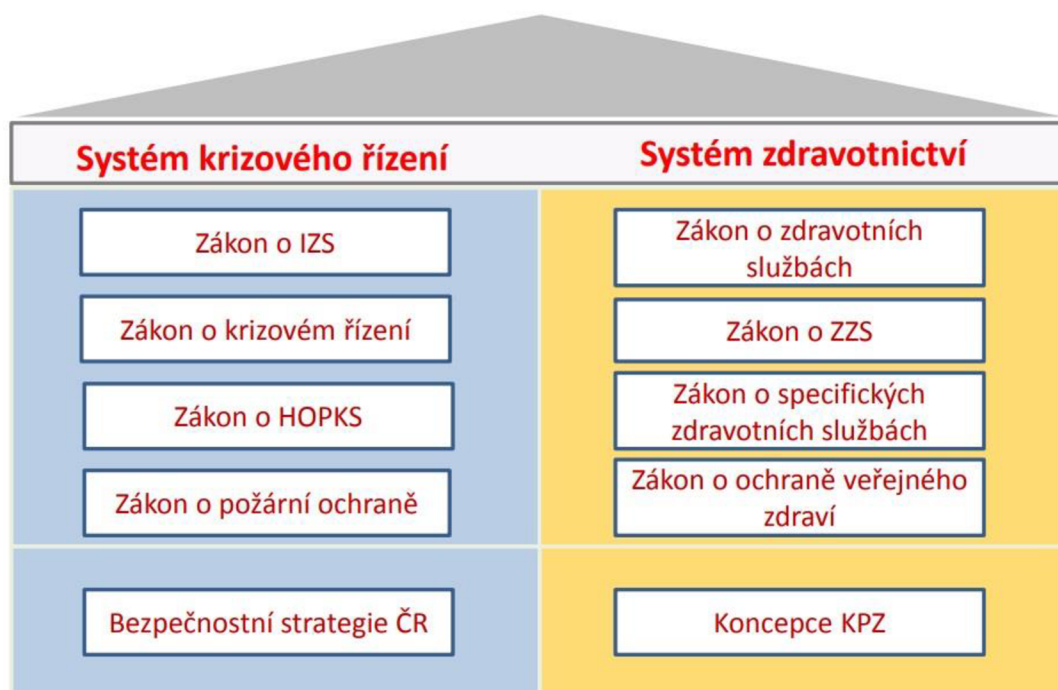 Systém krizového řízení
Systém zdravotnictví
Zákon o IZS
Zákon o krizovém řízení
Zákon o HOPKS
Zákon o požární ochraně
Bezpečnostní strategie ČR
Zákon o zdravotních
službách
Zákon o ZZS
Zákon o specifických
zdravotních službách
Zákon o ochraně veřejného
zdraví
Koncepce KPZ